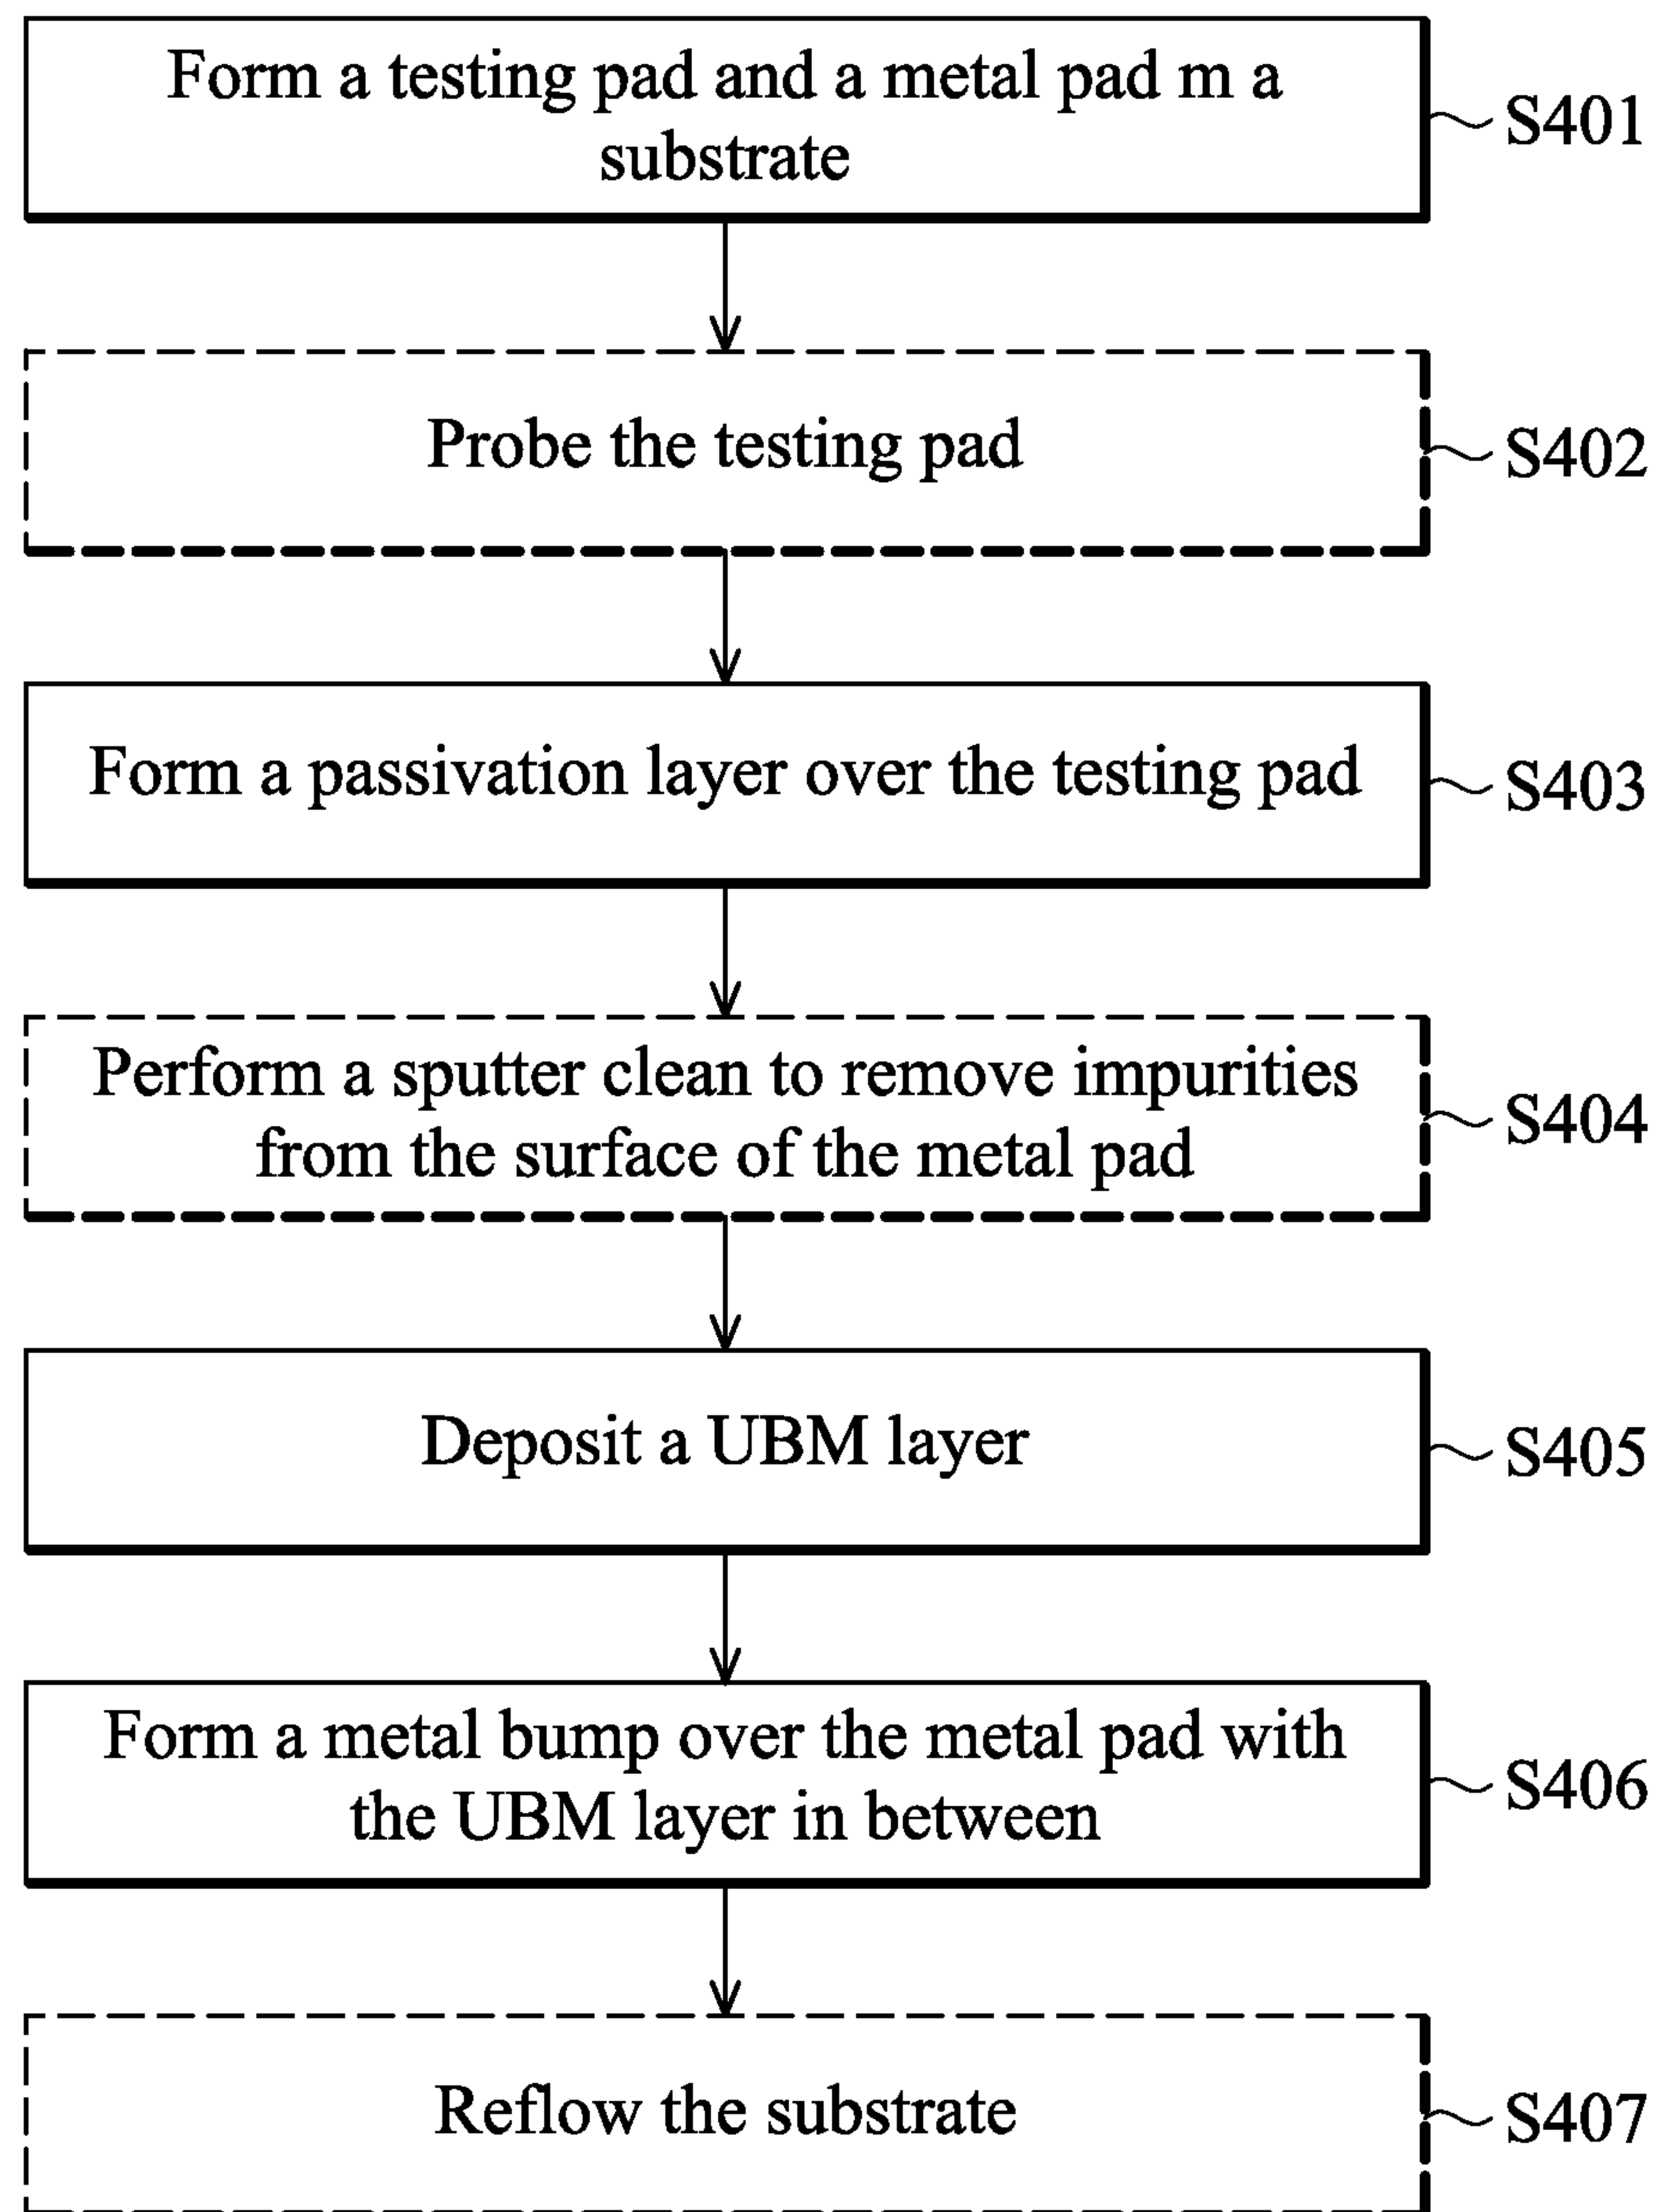 Form a testing pad and a metal pad m a
substrate
S401
Probe the testing pad
S402
Form a passivation layer over the testing pad
S403
Perform a sputter clean to remove impurities
from the surface of the metal pad
S404
Deposit a UBM layer
S405
Form a metal bump over the metal pad with
the UBM layer in between
S406
Reflow the substrate
S407